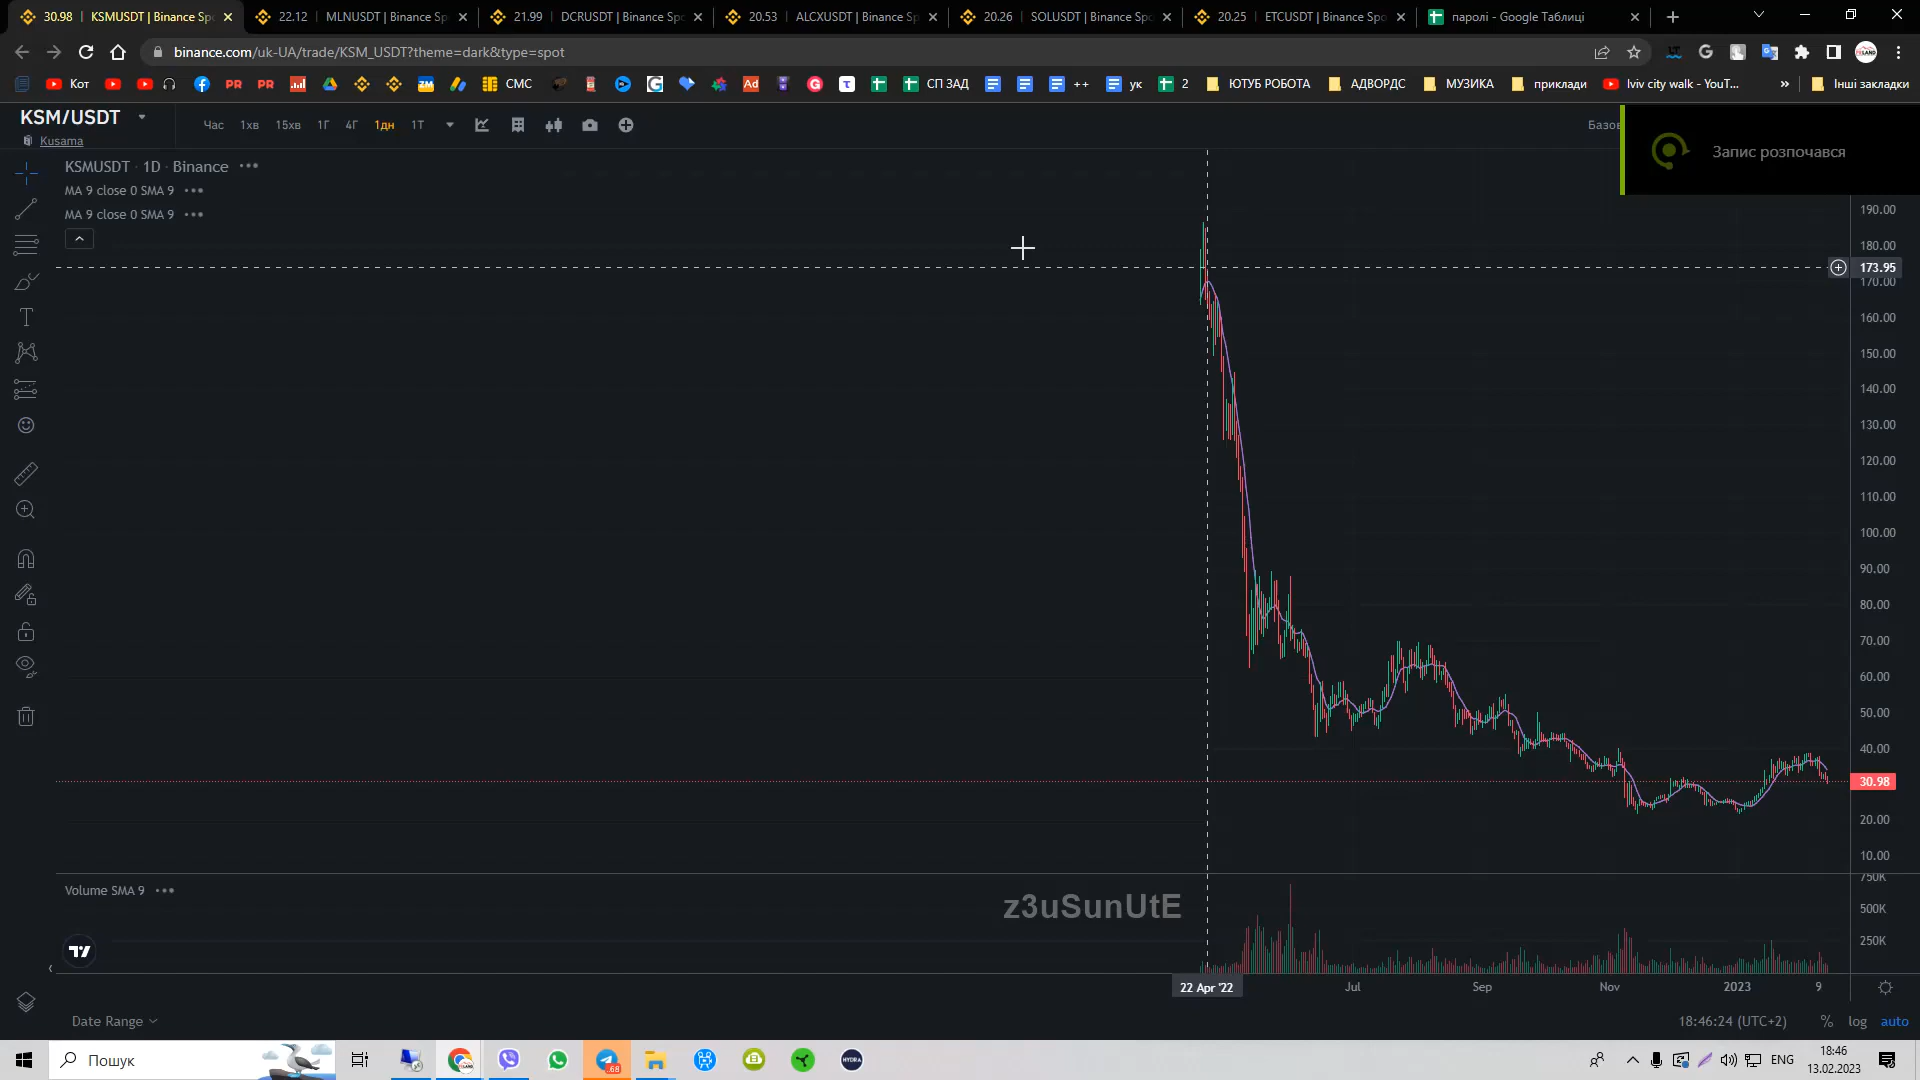 30.98 | KSMUSDT | Binance Sp
22.12 | MLNUSDT | Binance Sp
21.99 | DCRUSDT | Binance Spo
20.53 | ALCXUSDT | Binance Sp
20.26 | SOLUSDT | Binance Spo
20.25 | ETCUSDT | Binance Spo
паролі - Google Таблиці
binance.com/uk-UA/trade/KSM_USDT?theme=dark&type=spot
Кот PR PR ZM СМС Ad СП ЗАД ++ ук 2 ЮТУБ РОБОТА АДВОРДС МУЗИКА приклади lviv city walk - YouT... » Інші закладки
KSM/USDT
Kusama
Час 1хв 15хв 1Г 4Г 1дн 1Т
Базов
Запис розпочався
KSMUSDT · 1D · Binance
MA 9 close 0 SMA 9
MA 9 close 0 SMA 9
190.00
180.00
173.95
170.00
160.00
150.00
140.00
130.00
120.00
110.00
100.00
90.00
80.00
70.00
60.00
50.00
40.00
30.98
20.00
10.00
Volume SMA 9
750K
500K
250K
z3uSunUtE
22 Apr '22 Jul Sep Nov 2023 9
Date Range
18:46:24 (UTC+2) % log auto
Пошук
.68
HYDRA
ENG
18:46
13.02.2023